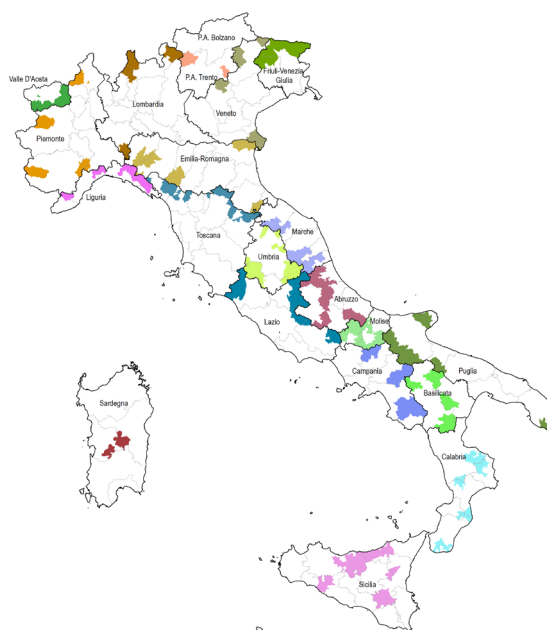 P.A. Bolzano
P.A. Trento
Friuli-Venezia
Giulia
Valle D'Aosta
Lombardia
Veneto
Piemonte
Emilia-Romagna
Liguria
Toscana
Marche
Umbria
Abruzzo
Lazio
Molise
Campania
Puglia
Basilicata
Sardegna
Calabria
Sicilia